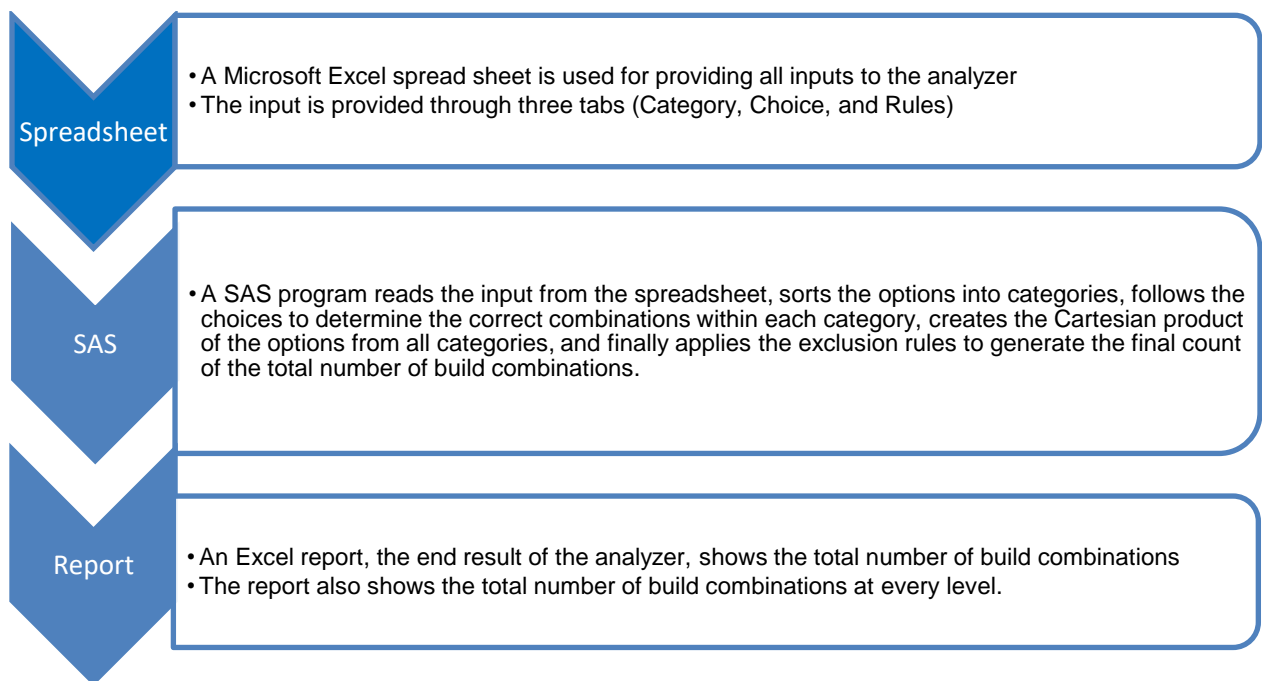 Spreadsheet
• A Microsoft Excel spread sheet is used for providing all inputs to the analyzer
• The input is provided through three tabs (Category, Choice, and Rules)
SAS
• A SAS program reads the input from the spreadsheet, sorts the options into categories, follows the
choices to determine the correct combinations within each category, creates the Cartesian product
of the options from all categories, and finally applies the exclusion rules to generate the final count
of the total number of build combinations.
Report
• An Excel report, the end result of the analyzer, shows the total number of build combinations
• The report also shows the total number of build combinations at every level.